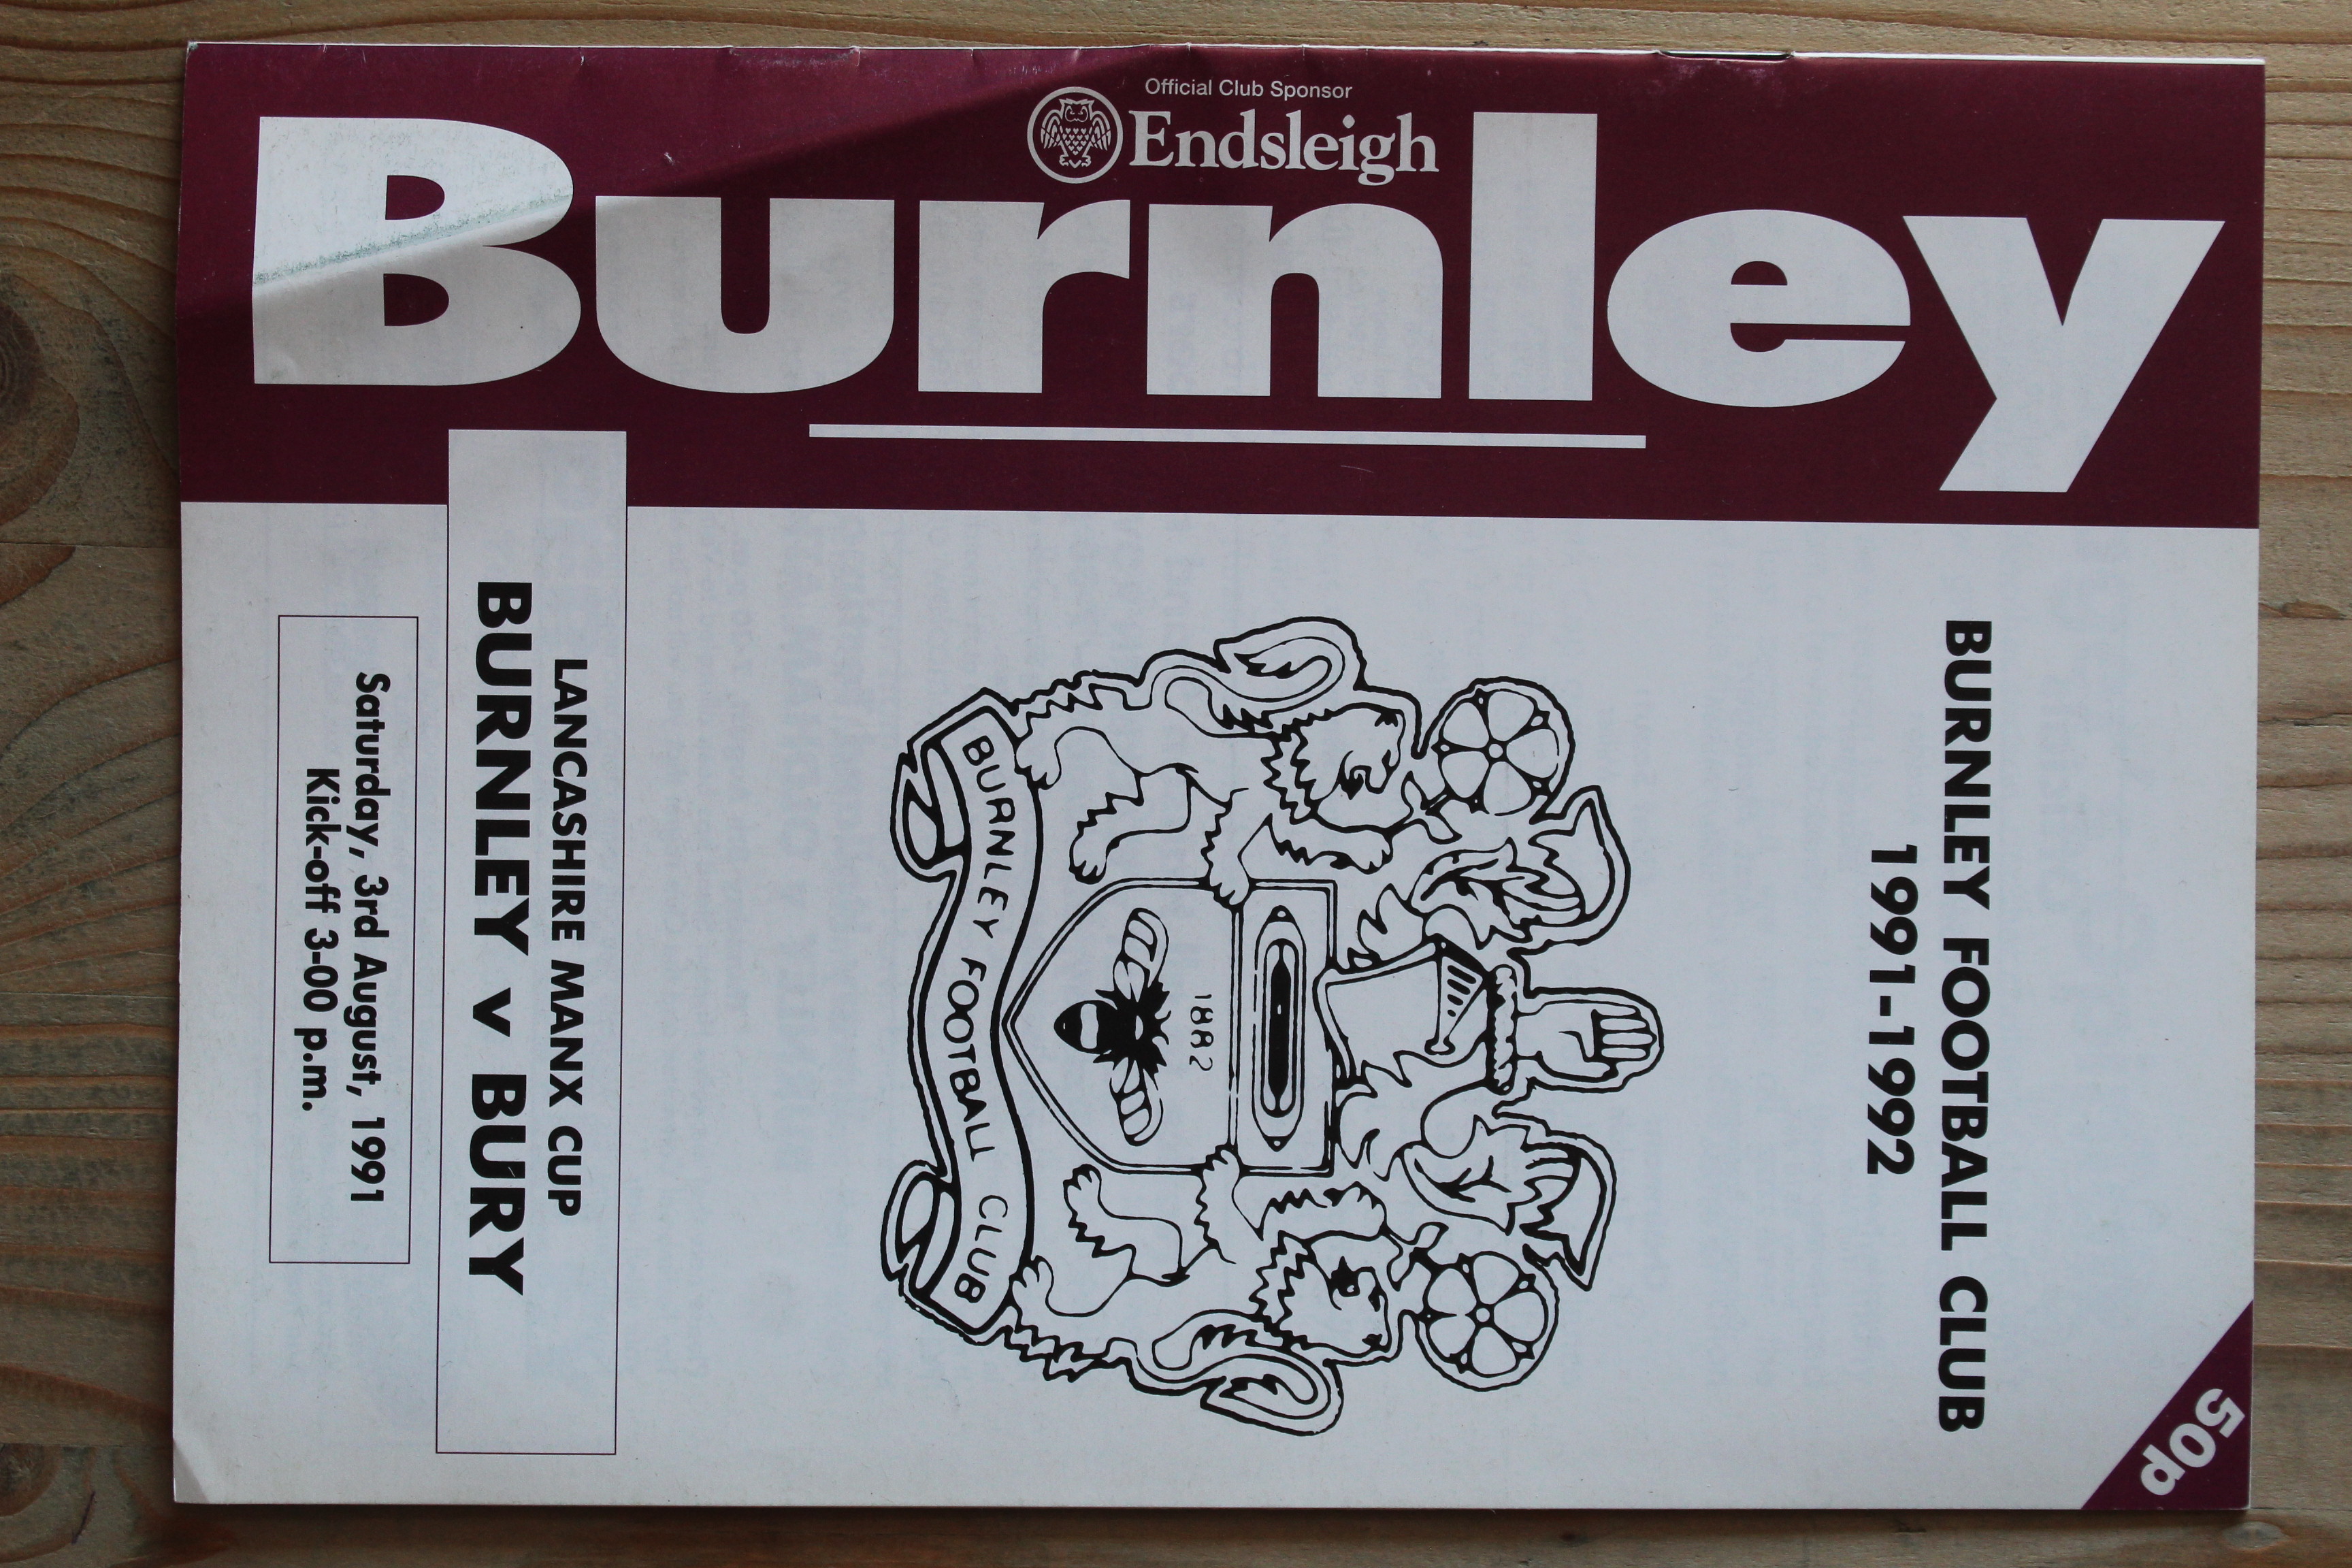 Official Club Sponsor
Endsleigh
Burnley
BURNLEY FOOTBALL CLUB
1991-1992
50p
1882
BURNLEY FOOTBALL CLUB
LANCASHIRE MANX CUP
BURNLEY v BURY
Saturday, 3rd August, 1991
Kick-off 3-00 p.m.